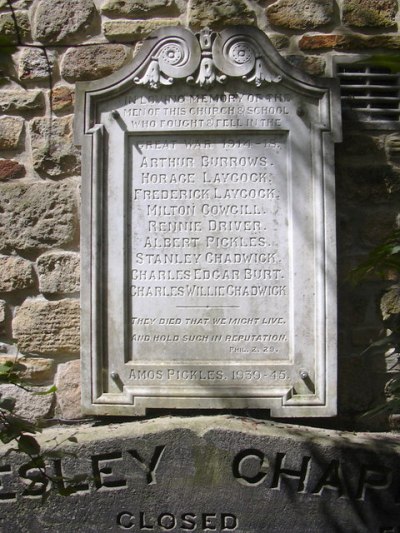 IN LOVING MEMORY OF THE
MEN OF THIS CHURCH & SCHOOL
WHO FOUGHT & FELL IN THE
GREAT WAR 1914-19.
ARTHUR BURROWS.
HORACE LAYCOCK.
FREDERICK LAYCOCK.
MILTON COWGILL.
RENNIE DRIVER.
ALBERT PICKLES.
STANLEY CHADWICK.
CHARLES EDGAR BURT.
CHARLES WILLIE CHADWICK
THEY DIED THAT WE MIGHT LIVE.
AND HOLD SUCH IN REPUTATION.
PHIL. 2. 29.
AMOS PICKLES. 1939-45.
ESLEY CHAP
CLOSED